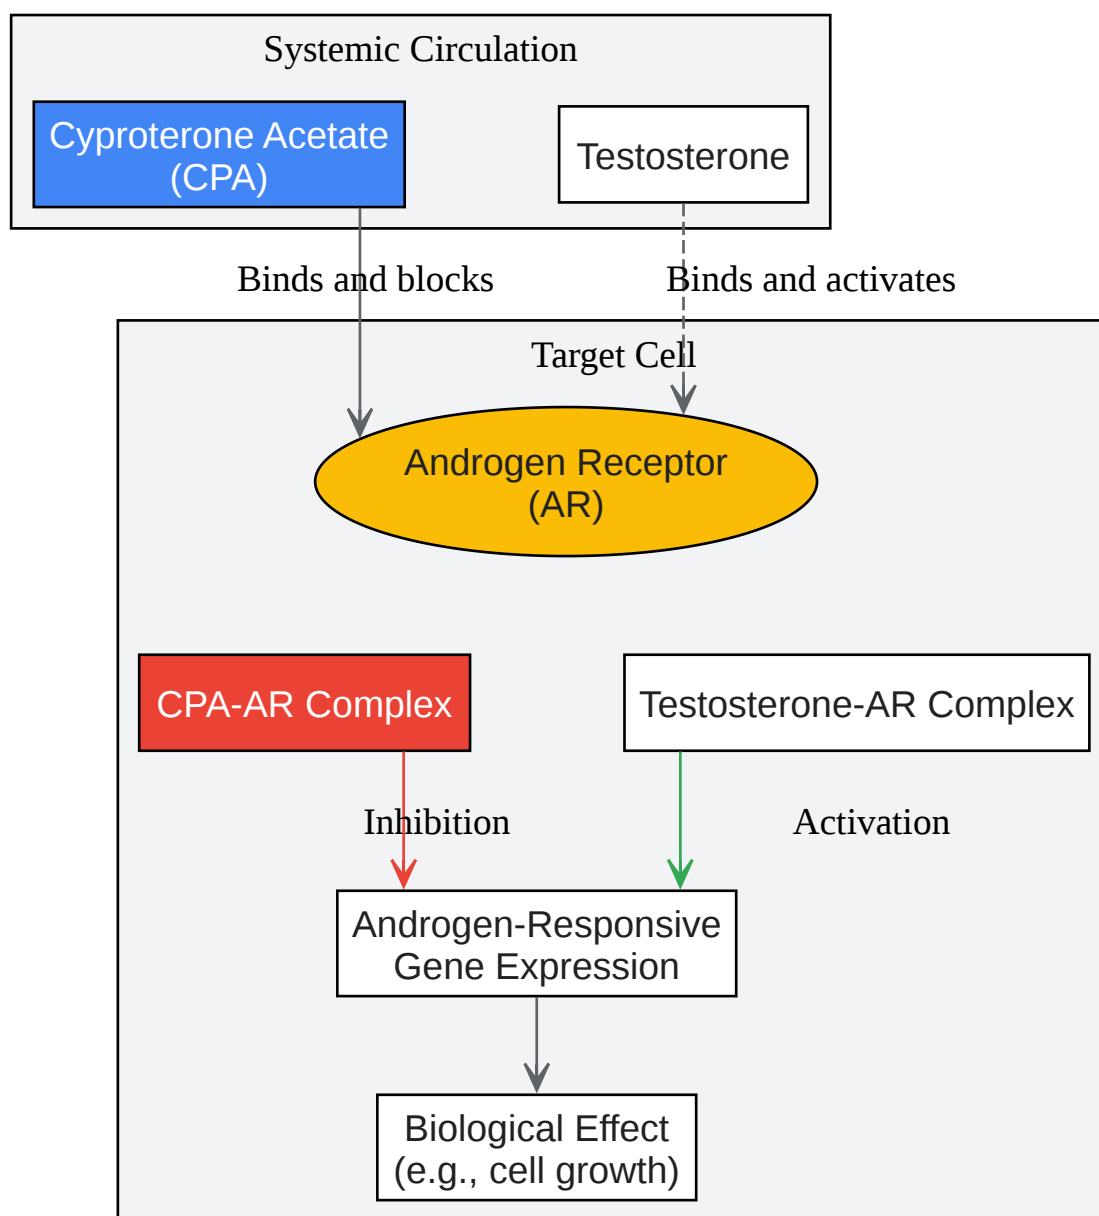 Systemic Circulation
Cyproterone Acetate
(CPA)
Testosterone
Binds and blocks
Binds and activates
Target Cell
Androgen Receptor
(AR)
CPA-AR Complex
Testosterone-AR Complex
Inhibition
Activation
Androgen-Responsive
Gene Expression
Biological Effect
(e.g., cell growth)